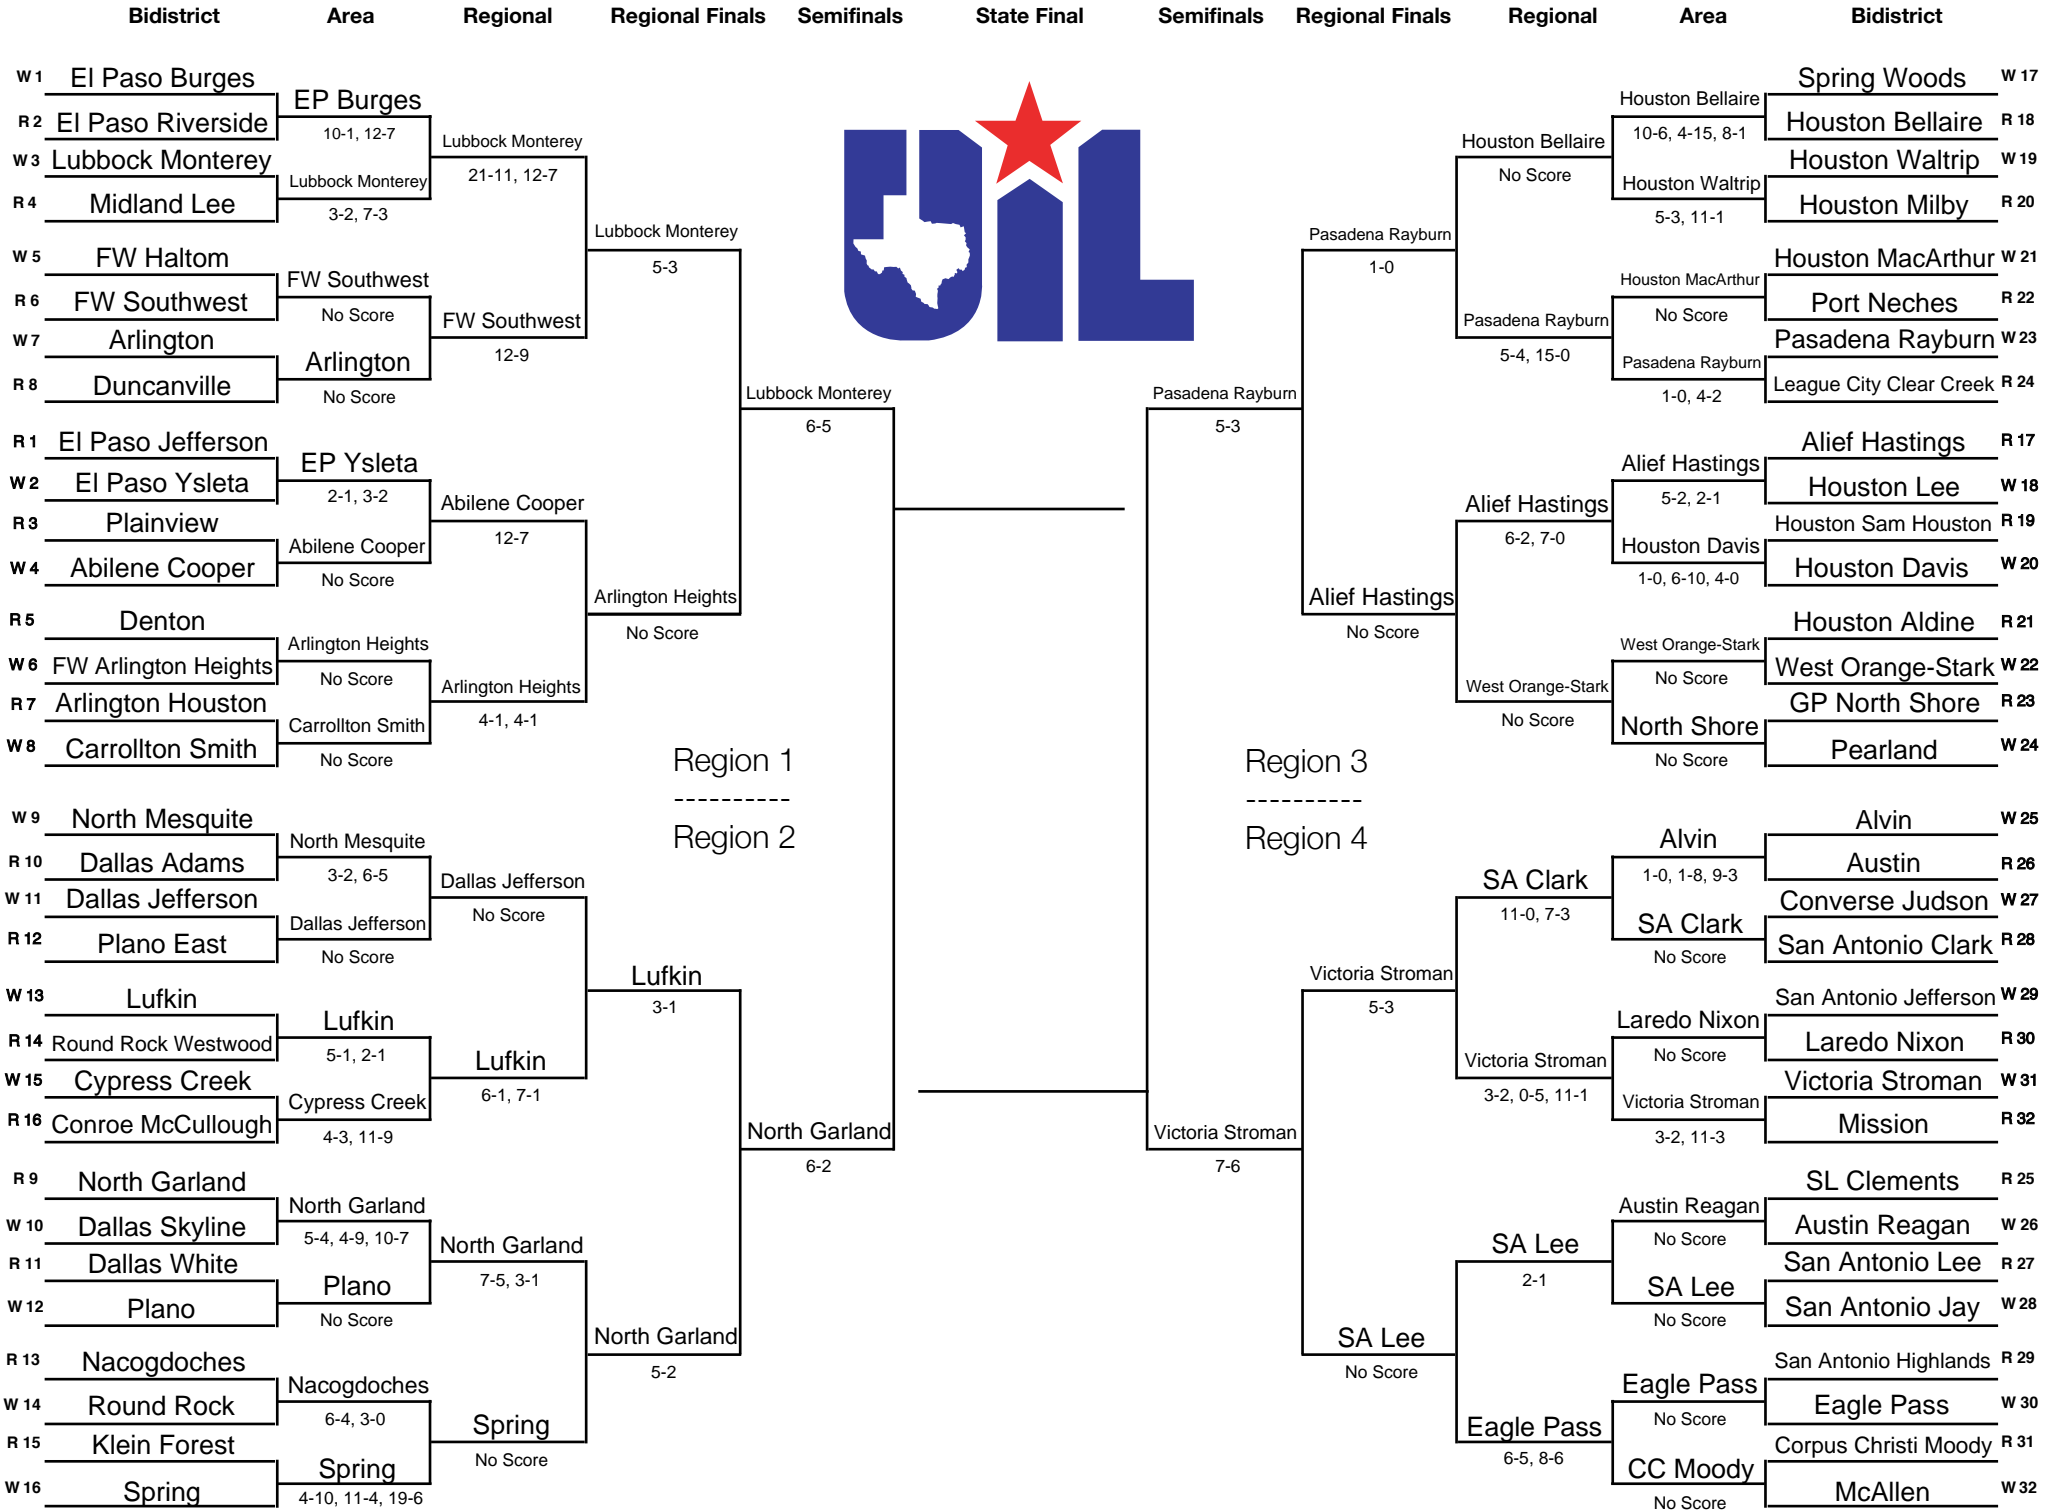 Bidistrict Area Regional Regional Finals Semifinals State Final Semifinals Regional Finals Regional Area Bidistrict
W 1 El Paso Burges
R 2 El Paso Riverside
W 3 Lubbock Monterey
R 4 Midland Lee
W 5 FW Haltom
R 6 FW Southwest
W 7 Arlington
R 8 Duncanville
R 1 El Paso Jefferson
W 2 El Paso Ysleta
R 3 Plainview
W 4 Abilene Cooper
R 5 Denton
W 6 FW Arlington Heights
R 7 Arlington Houston
W 8 Carrollton Smith
W 9 North Mesquite
R 10 Dallas Adams
W 11 Dallas Jefferson
R 12 Plano East
W 13 Lufkin
R 14 Round Rock Westwood
W 15 Cypress Creek
R 16 Conroe McCullough
R 9 North Garland
W 10 Dallas Skyline
R 11 Dallas White
W 12 Plano
R 13 Nacogdoches
W 14 Round Rock
R 15 Klein Forest
W 16 Spring
EP Burges
10-1, 12-7
Lubbock Monterey
3-2, 7-3
FW Southwest
No Score
Arlington
No Score
EP Ysleta
2-1, 3-2
Abilene Cooper
No Score
Arlington Heights
No Score
Carrollton Smith
No Score
North Mesquite
3-2, 6-5
Dallas Jefferson
No Score
Lufkin
5-1, 2-1
Cypress Creek
4-3, 11-9
North Garland
5-4, 4-9, 10-7
Plano
No Score
Nacogdoches
6-4, 3-0
Spring
4-10, 11-4, 19-6
Lubbock Monterey
21-11, 12-7
FW Southwest
12-9
Abilene Cooper
12-7
Arlington Heights
4-1, 4-1
Dallas Jefferson
No Score
Lufkin
6-1, 7-1
North Garland
7-5, 3-1
Spring
No Score
Lubbock Monterey
5-3
Arlington Heights
No Score
Region 1
----------
Region 2
Lufkin
3-1
North Garland
5-2
Lubbock Monterey
6-5
North Garland
6-2
UIL
Pasadena Rayburn
5-3
Victoria Stroman
7-6
Pasadena Rayburn
1-0
Alief Hastings
No Score
Region 3
----------
Region 4
Victoria Stroman
5-3
SA Lee
No Score
Houston Bellaire
No Score
Pasadena Rayburn
5-4, 15-0
Alief Hastings
6-2, 7-0
West Orange-Stark
No Score
SA Clark
11-0, 7-3
Victoria Stroman
3-2, 0-5, 11-1
SA Lee
2-1
Eagle Pass
6-5, 8-6
Houston Bellaire
10-6, 4-15, 8-1
Houston Waltrip
5-3, 11-1
Houston MacArthur
No Score
Pasadena Rayburn
1-0, 4-2
Alief Hastings
5-2, 2-1
Houston Davis
1-0, 6-10, 4-0
West Orange-Stark
No Score
North Shore
No Score
Alvin
1-0, 1-8, 9-3
SA Clark
No Score
Laredo Nixon
No Score
Victoria Stroman
3-2, 11-3
Austin Reagan
No Score
SA Lee
No Score
Eagle Pass
No Score
CC Moody
No Score
Spring Woods W 17
Houston Bellaire R 18
Houston Waltrip W 19
Houston Milby R 20
Houston MacArthur W 21
Port Neches R 22
Pasadena Rayburn W 23
League City Clear Creek R 24
Alief Hastings R 17
Houston Lee W 18
Houston Sam Houston R 19
Houston Davis W 20
Houston Aldine R 21
West Orange-Stark W 22
GP North Shore R 23
Pearland W 24
Alvin W 25
Austin R 26
Converse Judson W 27
San Antonio Clark R 28
San Antonio Jefferson W 29
Laredo Nixon R 30
Victoria Stroman W 31
Mission R 32
SL Clements R 25
Austin Reagan W 26
San Antonio Lee R 27
San Antonio Jay W 28
San Antonio Highlands R 29
Eagle Pass W 30
Corpus Christi Moody R 31
McAllen W 32